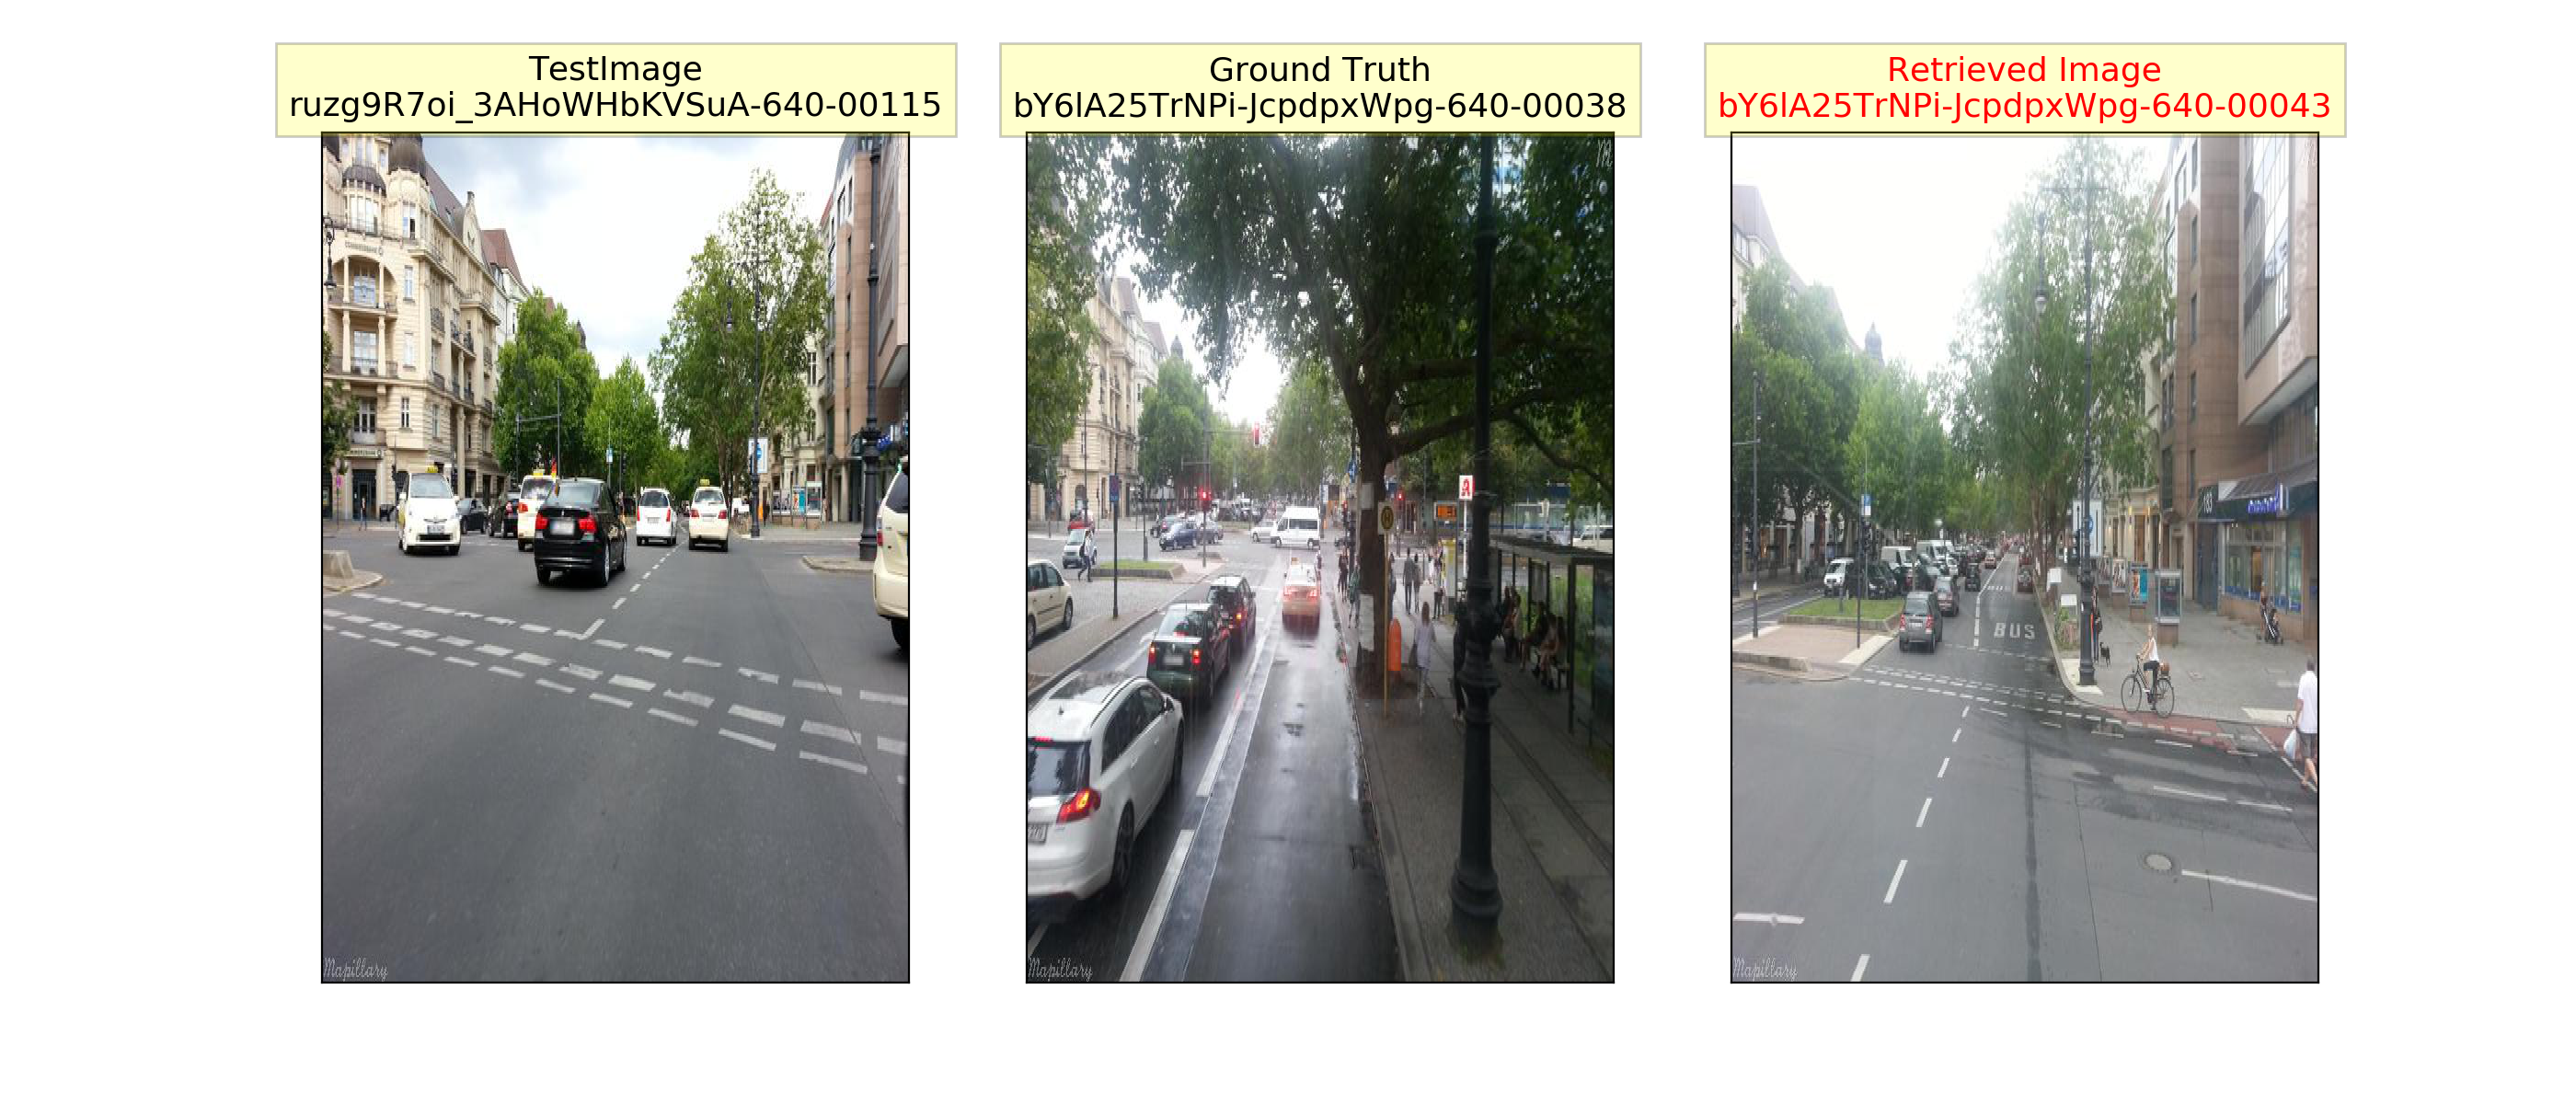 TestImage
ruzg9R7oi_3AHoWHbKVSuA-640-00115
Ground Truth
bY6lA25TrNPi-JcpdpxWpg-640-00038
Retrieved Image
bY6lA25TrNPi-JcpdpxWpg-640-00043
BUS
Mapillary
Mapillary
Mapillary